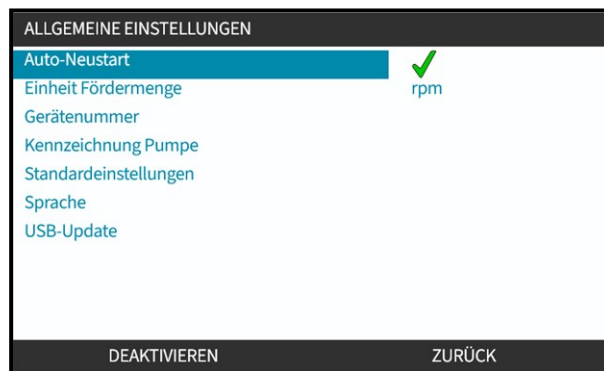 ALLGEMEINE EINSTELLUNGEN
Auto-Neustart
Einheit Fördermenge rpm
Gerätenummer
Kennzeichnung Pumpe
Standardeinstellungen
Sprache
USB-Update
DEAKTIVIEREN ZURÜCK